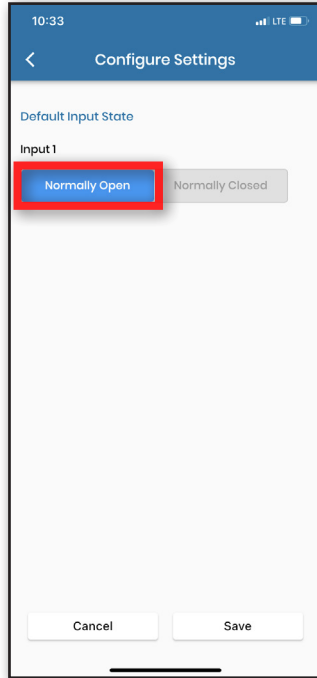 10:33 LTE
Configure Settings
Default Input State
Input 1
Normally Open Normally Closed
Cancel Save